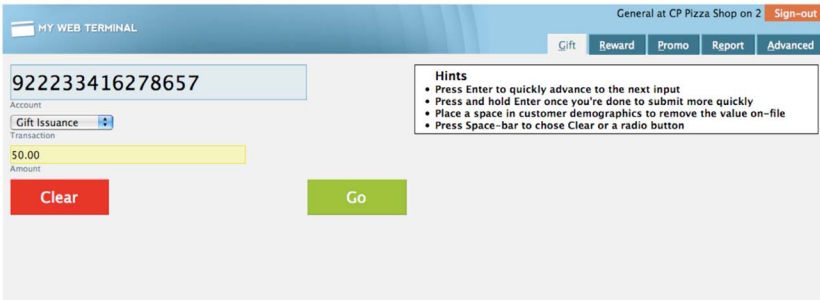 General at CP Pizza Shop on 2 Sign-out
MY WEB TERMINAL
Gift Reward Promo Report Advanced
922233416278657
Account
Gift Issuance
Transaction
50.00
Amount
Clear
Go
Hints
• Press Enter to quickly advance to the next input
• Press and hold Enter once you're done to submit more quickly
• Place a space in customer demographics to remove the value on-file
• Press Space-bar to chose Clear or a radio button